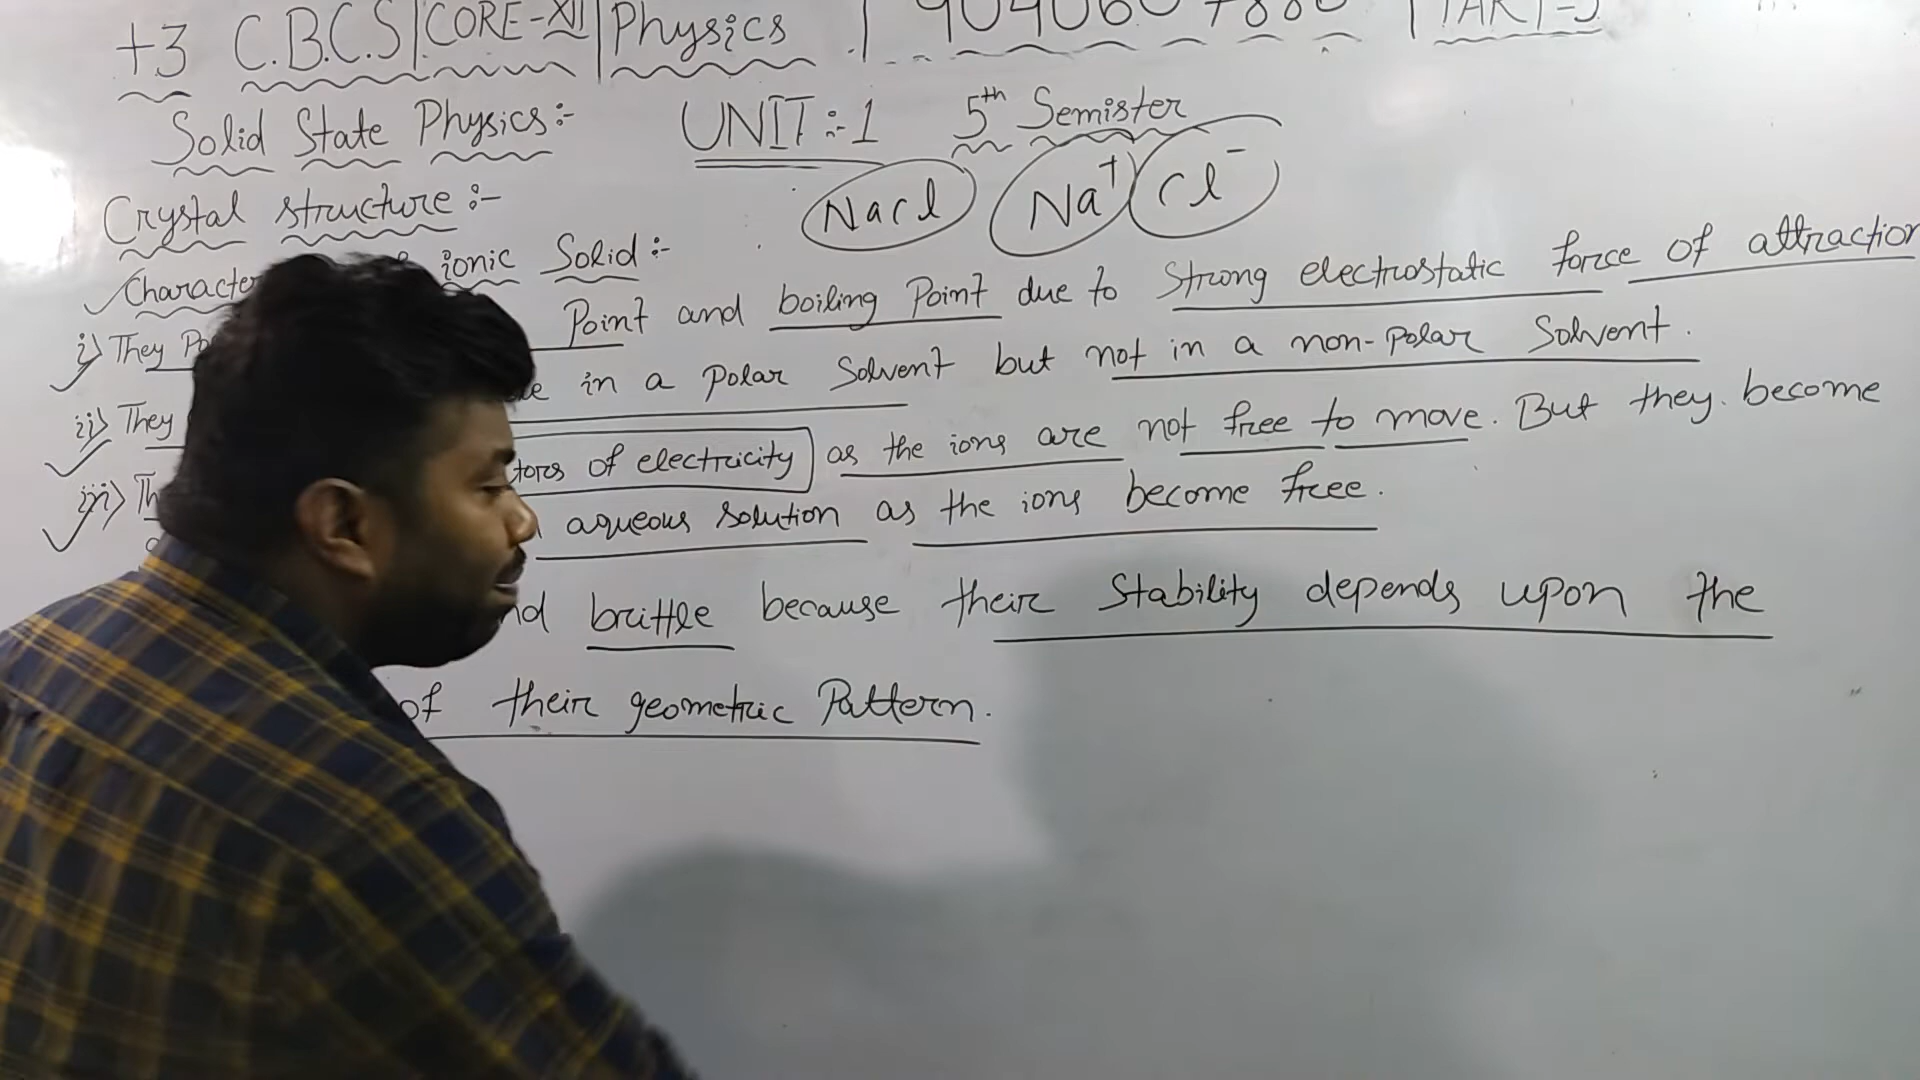 +3 C.B.C.S | CORE-XII | Physics
Solid State Physics:- UNIT:-1 5th Semister
Crystal structure:- Nacl Na+ Cl-
ionic Solid:-
i) They Point and boiling Point due to Strong electrostatic force of attraction
ii) They in a Polar Solvent but not in a non-Polar Solvent.
iii) of electricity as the ions are not free to move. But they become
aqueous solution as the ions become free.
brittle because their Stability depends upon the
of their geometric Pattern.